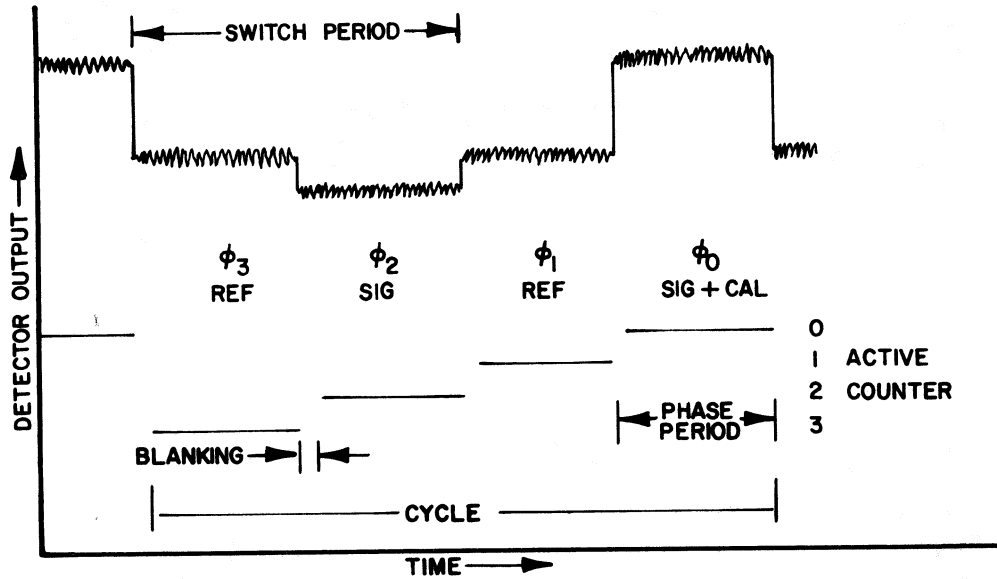 SWITCH PERIOD
DETECTOR OUTPUT
ϕ3 ϕ2 ϕ1 ϕ0
REF SIG REF SIG + CAL
0
1 ACTIVE
2 COUNTER
3
PHASE
PERIOD
BLANKING
CYCLE
TIME